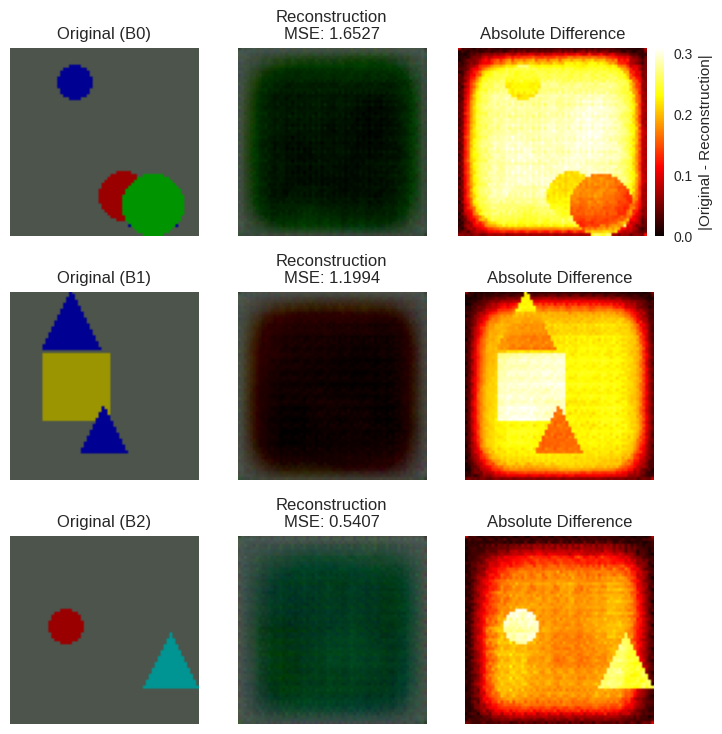 Original (B0)
Reconstruction
MSE: 1.6527
Absolute Difference
0.3
0.2
0.1
0.0
|Original - Reconstruction|
Original (B1)
Reconstruction
MSE: 1.1994
Absolute Difference
Original (B2)
Reconstruction
MSE: 0.5407
Absolute Difference